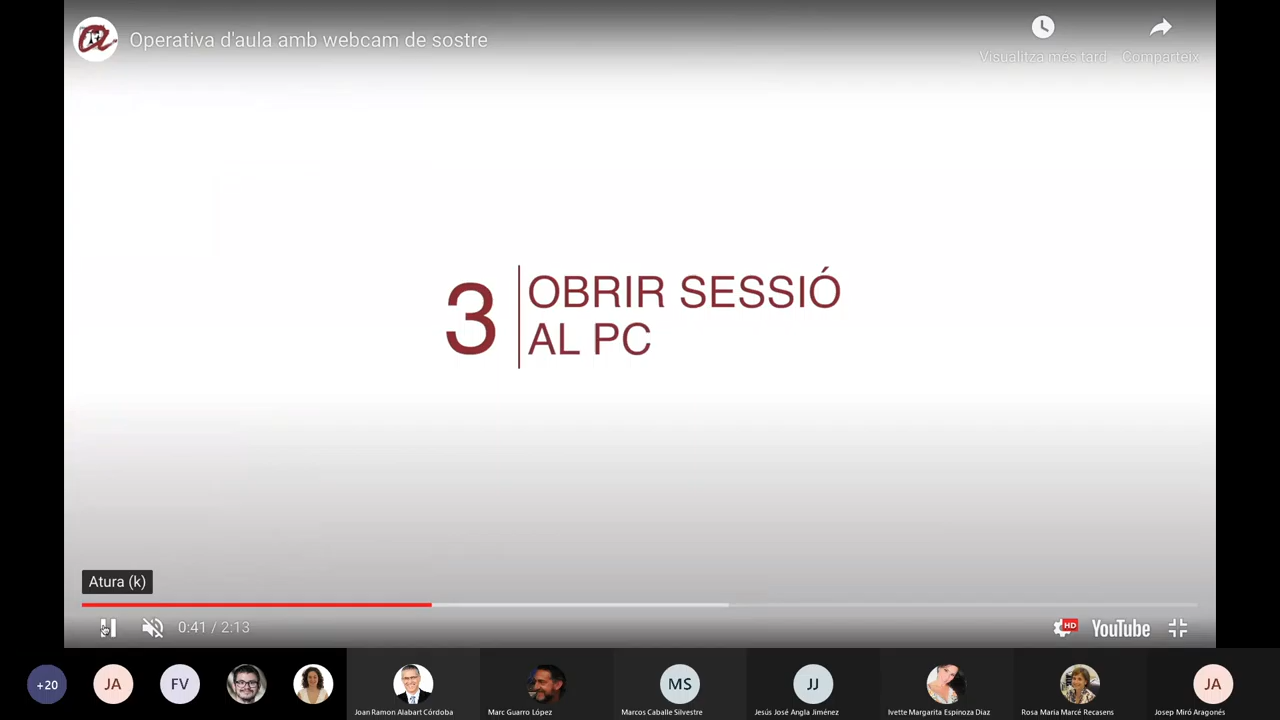 Operativa d'aula amb webcam de sostre
Visualitza més tard
Comparteix
3
OBRIR SESSIÓ
AL PC
Atura (k)
0:41 / 2:13
HD
YouTube
+20
JA
FV
Joan Ramon Alabart Córdoba
Marc Guarro López
MS
Marcos Caballe Silvestre
JJ
Jesús José Angla Jiménez
Ivette Margarita Espinoza Diaz
Rosa Maria Marcé Recasens
JA
Josep Miró Aragonés